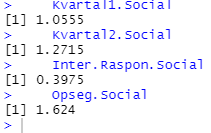 > Kvartal1.Social
[1] 1.0555
> Kvartal2.Social
[1] 1.2715
> Inter.Raspon.Social
[1] 0.3975
> Opseg.Social
[1] 1.624
>